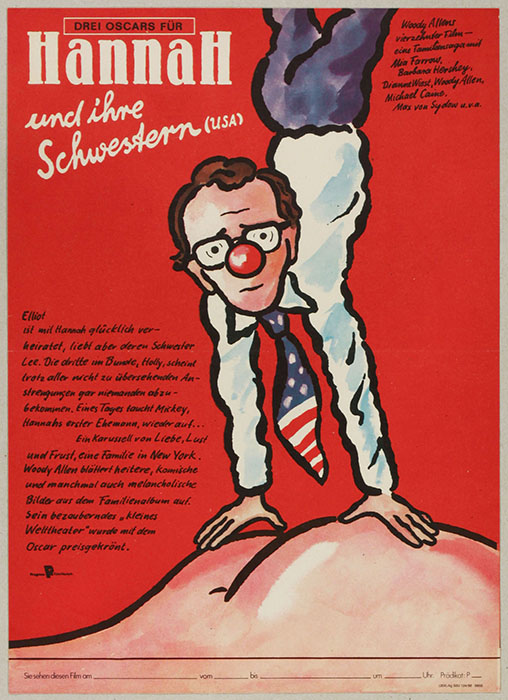 DREI OSCARS FÜR
HannaH
und ihre
Schwestern (USA)
Woody Allens
vierzehnter Film –
eine Familiensaga mit
Mia Farrow,
Barbara Hershey,
Dianne Wiest, Woody Allen,
Michael Caine,
Max von Sydow u.v.a.
Elliot
ist mit Hannah glücklich ver-
heiratet, liebt aber deren Schwester
Lee. Die dritte im Bunde, Holly, scheint
trotz aller nicht zu übersehenden An-
strengungen gar niemanden abzu-
bekommen. Eines Tages taucht Mickey,
Hannahs erster Ehemann, wieder auf...
Ein Karussell von Liebe, Lust
und Frust, eine Familie in New York.
Woody Allen blättert heitere, komische
und manchmal auch melancholische
Bilder aus dem Familienalbum auf.
Sein bezauberndes „kleines
Welttheater" wurde mit dem
Oscar preisgekrönt.
Progress
Sie sehen diesen Film am vom bis um Uhr Prädikat: P